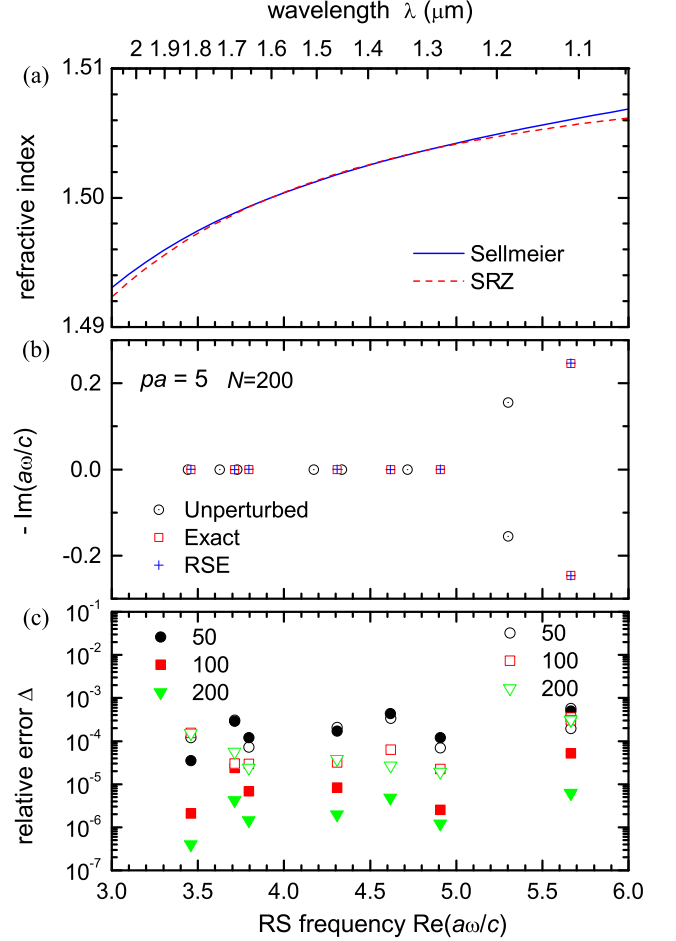 wavelength λ (μm)
2 1.9 1.8 1.7 1.6 1.5 1.4 1.3 1.2 1.1
(a)
1.51
1.50
1.49
refractive index
Sellmeier
SRZ
(b)
pa = 5 N=200
0.2
0.0
-0.2
- Im(aω/c)
Unperturbed
Exact
RSE
(c)
10⁻¹
10⁻²
10⁻³
10⁻⁴
10⁻⁵
10⁻⁶
10⁻⁷
relative error Δ
50
100
200
50
100
200
3.0 3.5 4.0 4.5 5.0 5.5 6.0
RS frequency Re(aω/c)